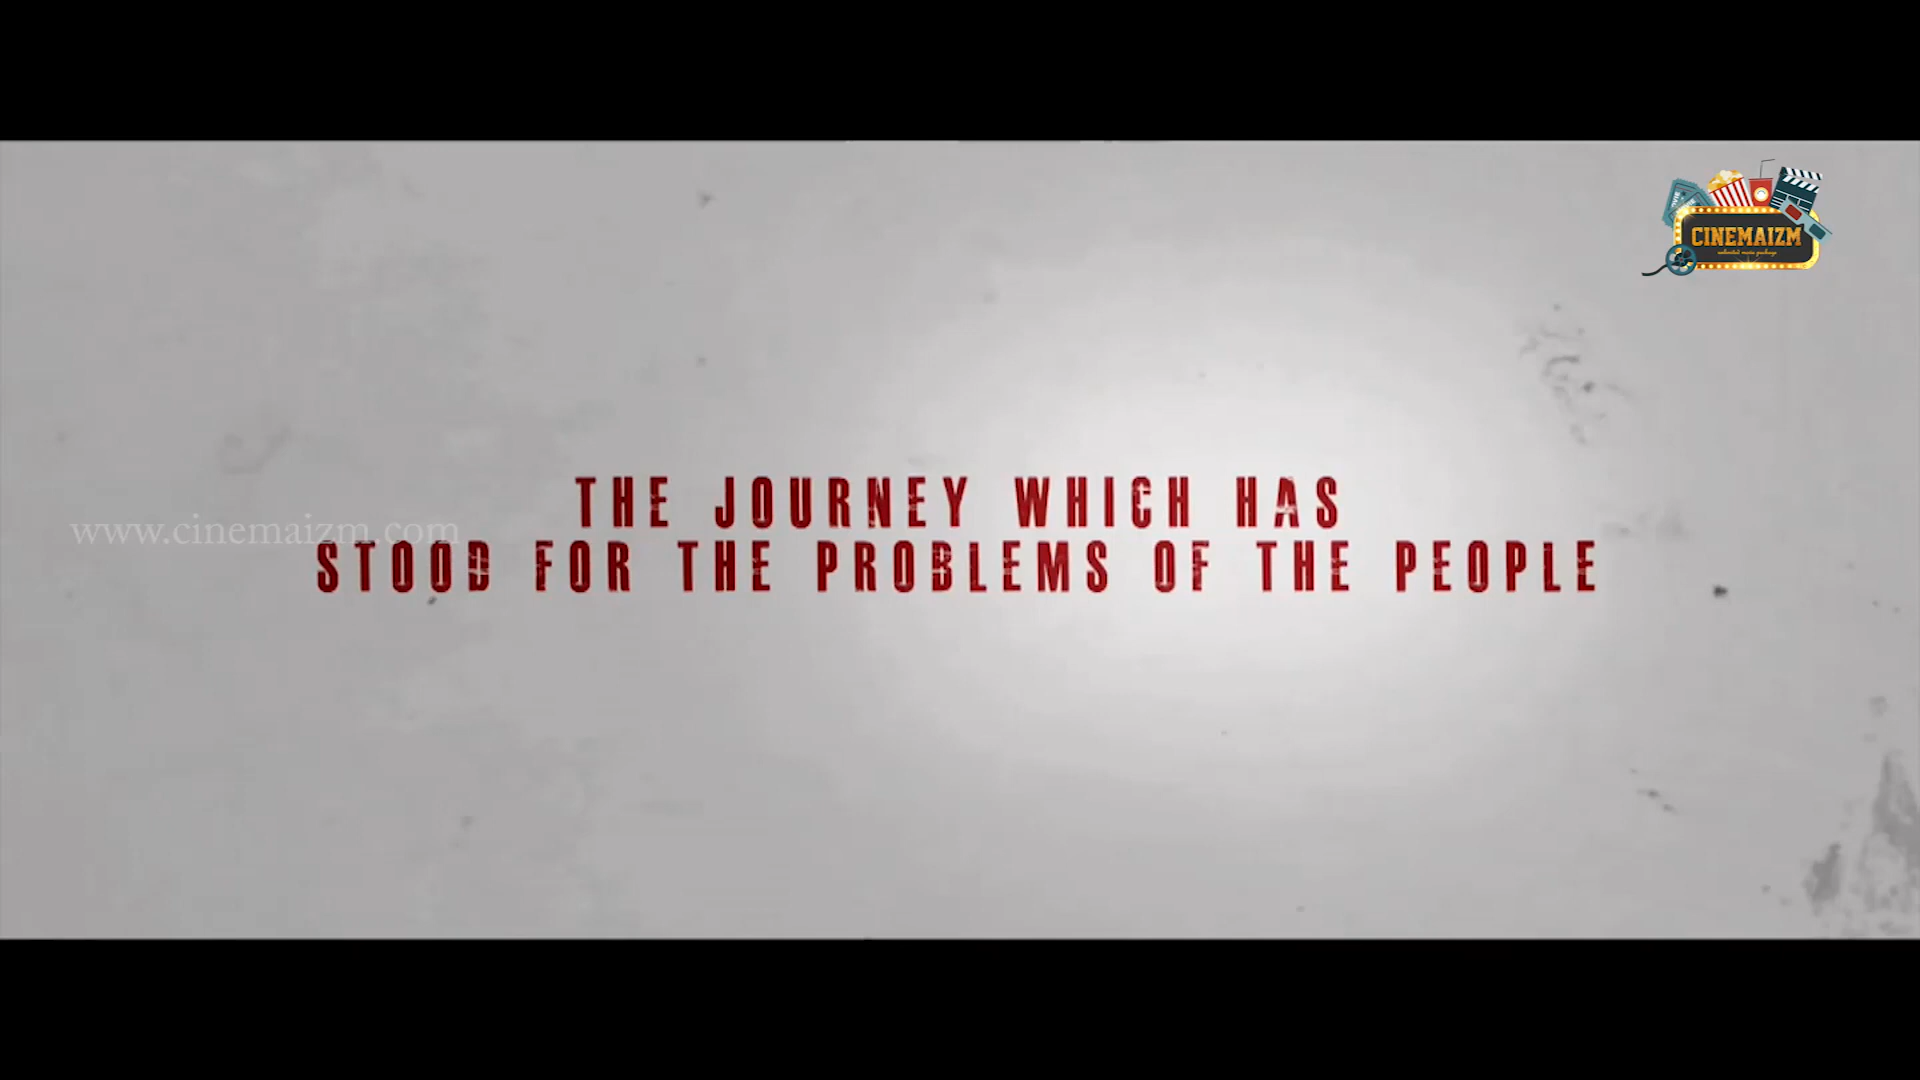 CINEMAIZM
THE JOURNEY WHICH HAS
www.cinemaizm.com
STOOD FOR THE PROBLEMS OF THE PEOPLE